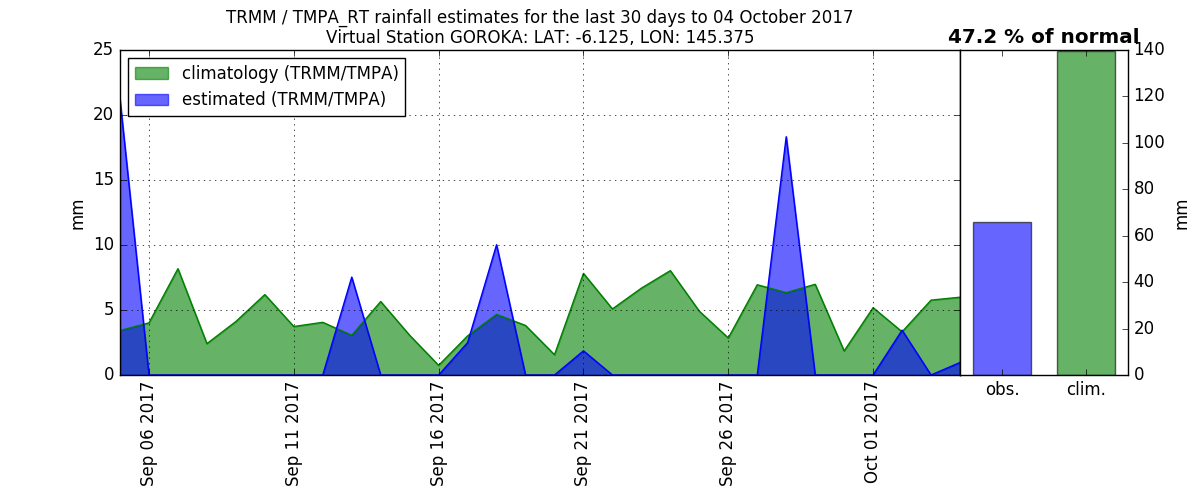 TRMM / TMPA_RT rainfall estimates for the last 30 days to 04 October 2017
Virtual Station GOROKA: LAT: -6.125, LON: 145.375
47.2 % of normal
climatology (TRMM/TMPA)
estimated (TRMM/TMPA)
mm
25
20
15
10
5
0
Sep 06 2017
Sep 11 2017
Sep 16 2017
Sep 21 2017
Sep 26 2017
Oct 01 2017
obs.
clim.
140
120
100
80
60
40
20
0
mm